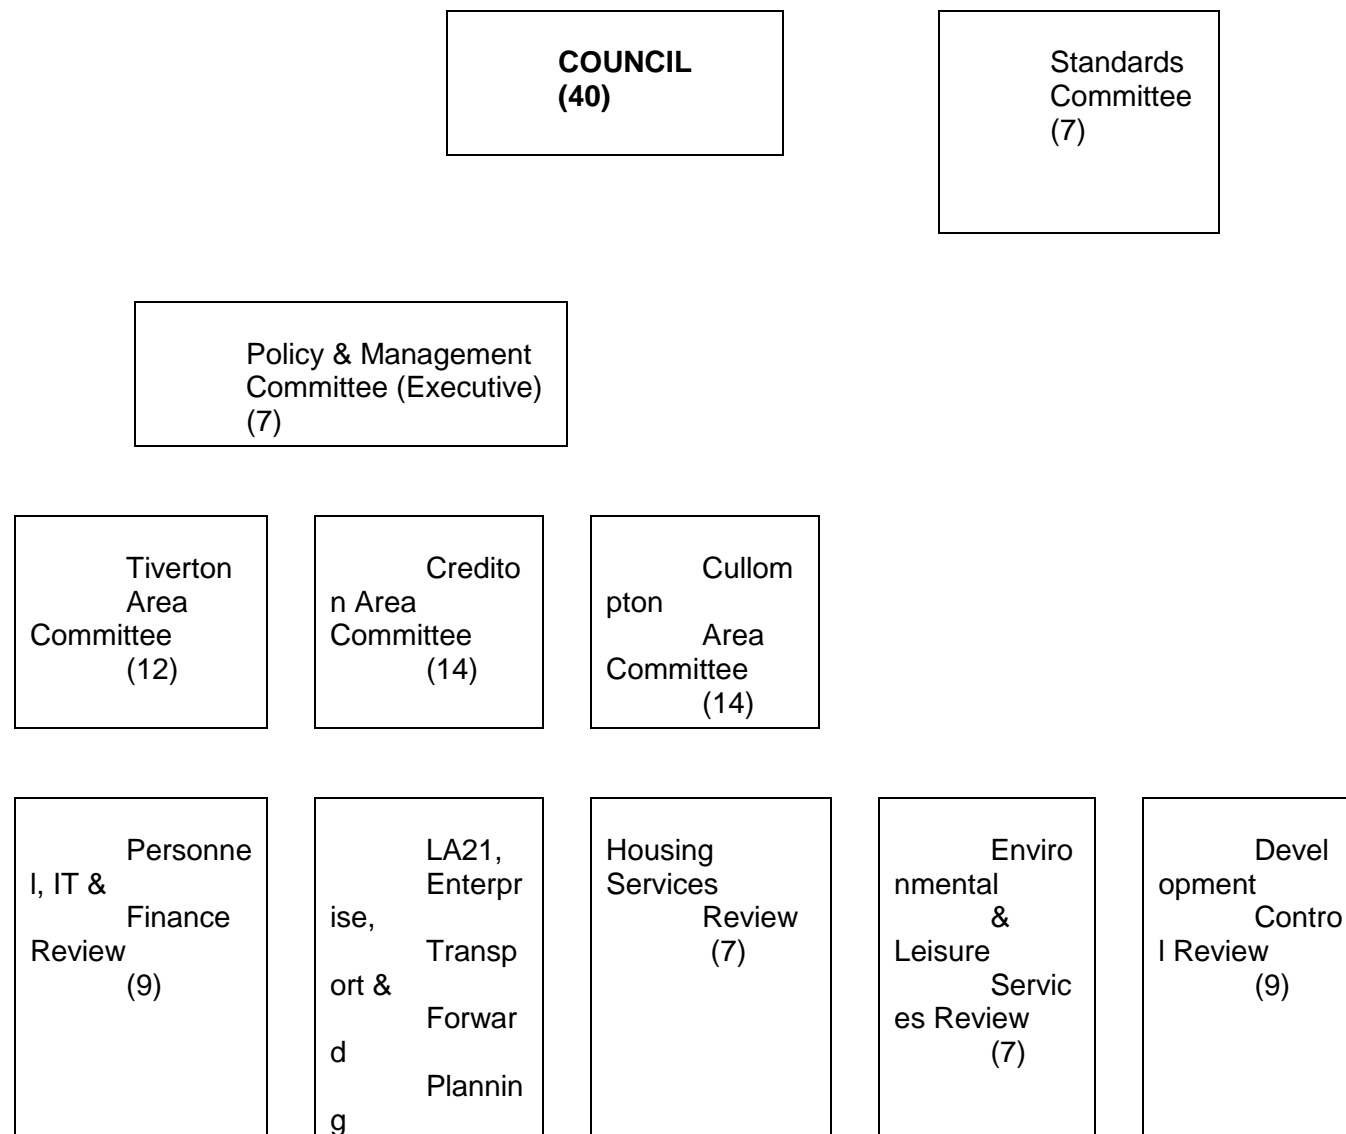 COUNCIL
(40)
Standards
Committee
(7)
Policy & Management
Committee (Executive)
(7)
Tiverton
Area
Committee
(12)
Credito
n Area
Committee
(14)
Cullom
pton
Area
Committee
(14)
Personne
l, IT &
Finance
Review
(9)
LA21,
Enterpr
ise,
Transp
ort &
Forwar
d
Plannin
g
Housing
Services
Review
(7)
Enviro
nmental
&
Leisure
Servic
es Review
(7)
Devel
opment
Contro
l Review
(9)